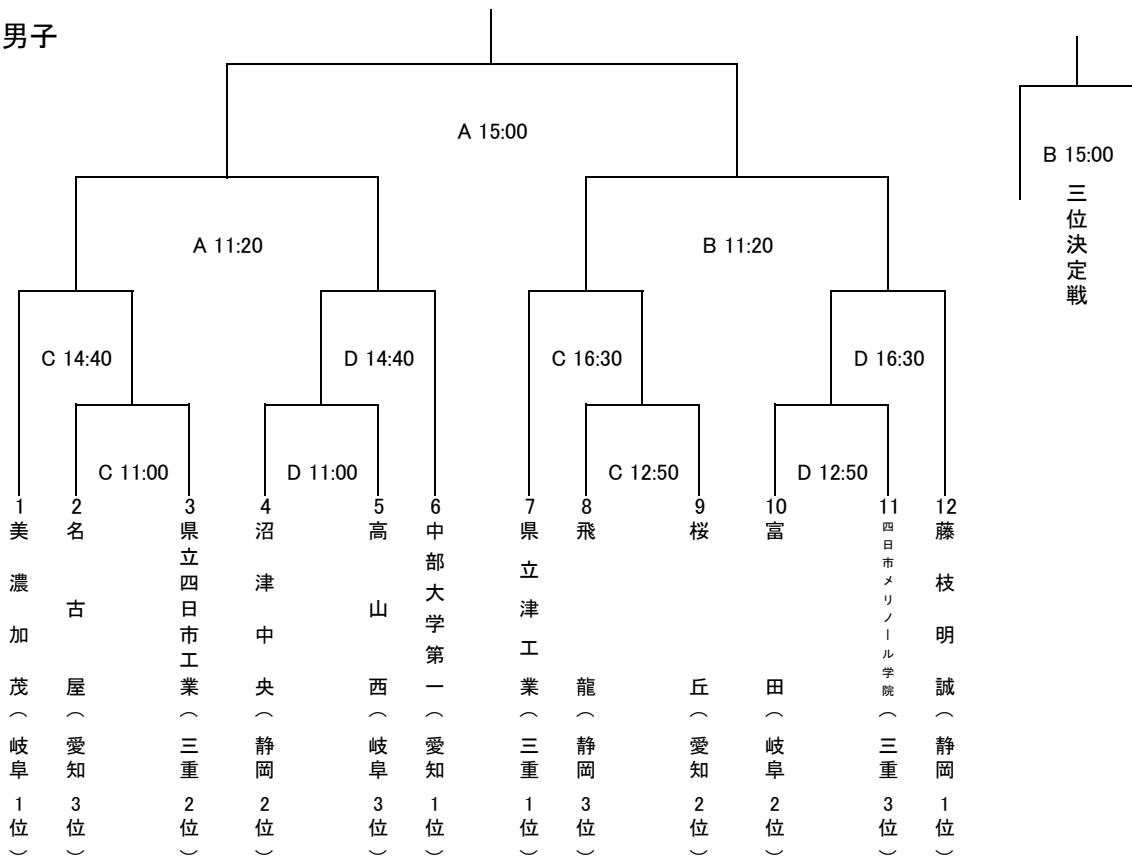 男子
A 15:00
B 15:00
三位決定戦
A 11:20
B 11:20
C 14:40
D 14:40
C 16:30
D 16:30
C 11:00
D 11:00
C 12:50
D 12:50
1 美濃加茂（岐阜1位）
2 名古屋（愛知3位）
3 県立四日市工業（三重2位）
4 沼津中央（静岡2位）
5 高山西（岐阜3位）
6 中部大学第一（愛知1位）
7 県立津工業（三重1位）
8 飛龍（静岡3位）
9 桜丘（愛知2位）
10 富田（岐阜2位）
11 四日市メリノール学院（三重3位）
12 藤枝明誠（静岡1位）